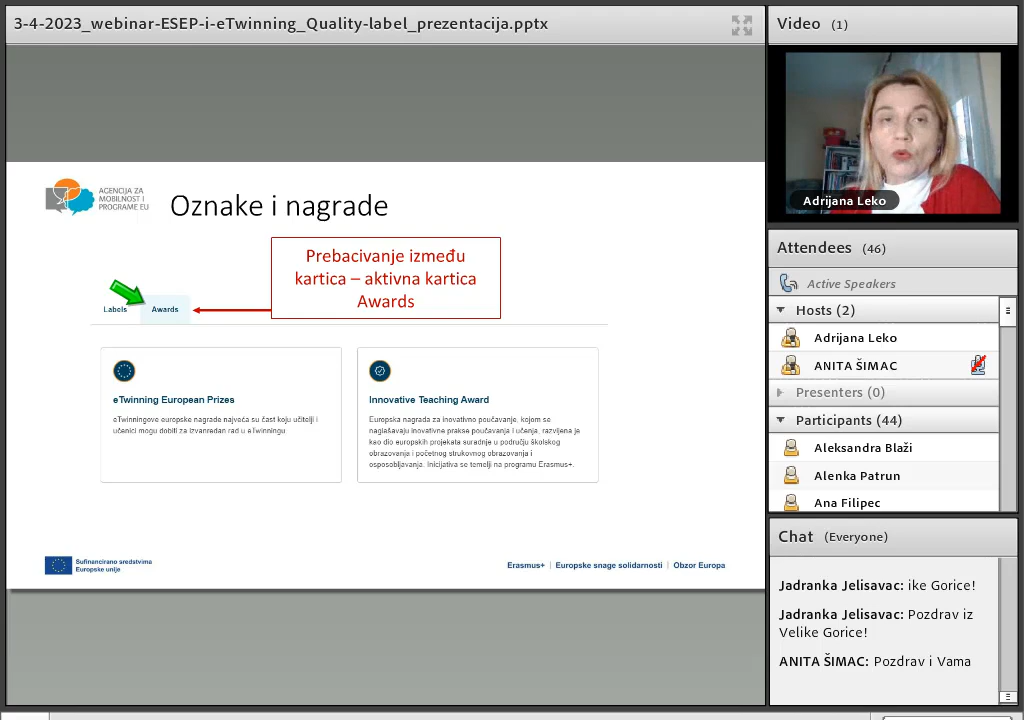 3-4-2023_webinar-ESEP-i-eTwinning_Quality-label_prezentacija.pptx
AGENCIJA ZA
MOBILNOST I
PROGRAME EU
Oznake i nagrade
Prebacivanje između
kartica – aktivna kartica
Awards
Labels
Awards
eTwinning European Prizes
eTwinningove europske nagrade najveća su čast koju učitelji i
učenici mogu dobiti za izvanredan rad u eTwinningu
Innovative Teaching Award
Europska nagrada za inovativno poučavanje, kojom se
naglašavaju inovativne prakse poučavanja i učenja, razvijena je
kao dio europskih projekata suradnje u području školskog
obrazovanja i početnog strukovnog obrazovanja i
osposobljavanja. Inicijativa se temelji na programu Erasmus+.
Sufinancirano sredstvima
Europske unije
Erasmus+ | Europske snage solidarnosti | Obzor Europa
Video (1)
Adrijana Leko
Attendees (46)
Active Speakers
Hosts (2)
Adrijana Leko
ANITA ŠIMAC
Presenters (0)
Participants (44)
Aleksandra Blaži
Alenka Patrun
Ana Filipec
Chat (Everyone)
Jadranka Jelisavac: ike Gorice!
Jadranka Jelisavac: Pozdrav iz
Velike Gorice!
ANITA ŠIMAC: Pozdrav i Vama